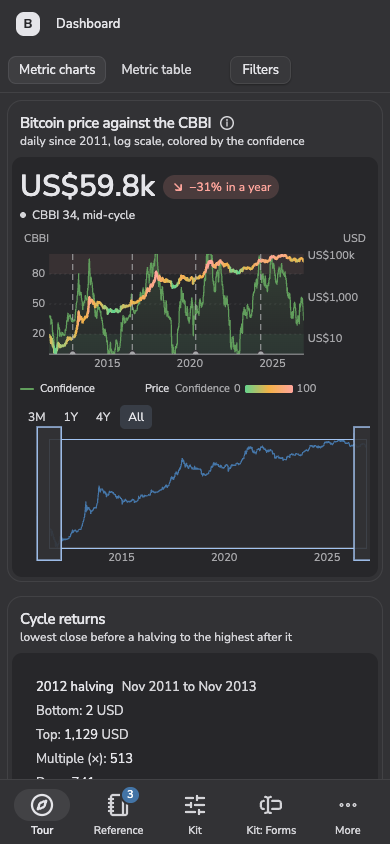 B Dashboard
Metric charts Metric table Filters
Bitcoin price against the CBBI
daily since 2011, log scale, colored by the confidence
US$59.8k −31% in a year
CBBI 34, mid-cycle
CBBI USD
US$100k
80
50 US$1,000
20 US$10
2015 2020 2025
Confidence Price Confidence 0 100
3M 1Y 4Y All
2015 2020 2025
Cycle returns
lowest close before a halving to the highest after it
2012 halving Nov 2011 to Nov 2013
Bottom: 2 USD
Top: 1,129 USD
Multiple (×): 513
3
Tour Reference Kit Kit: Forms More